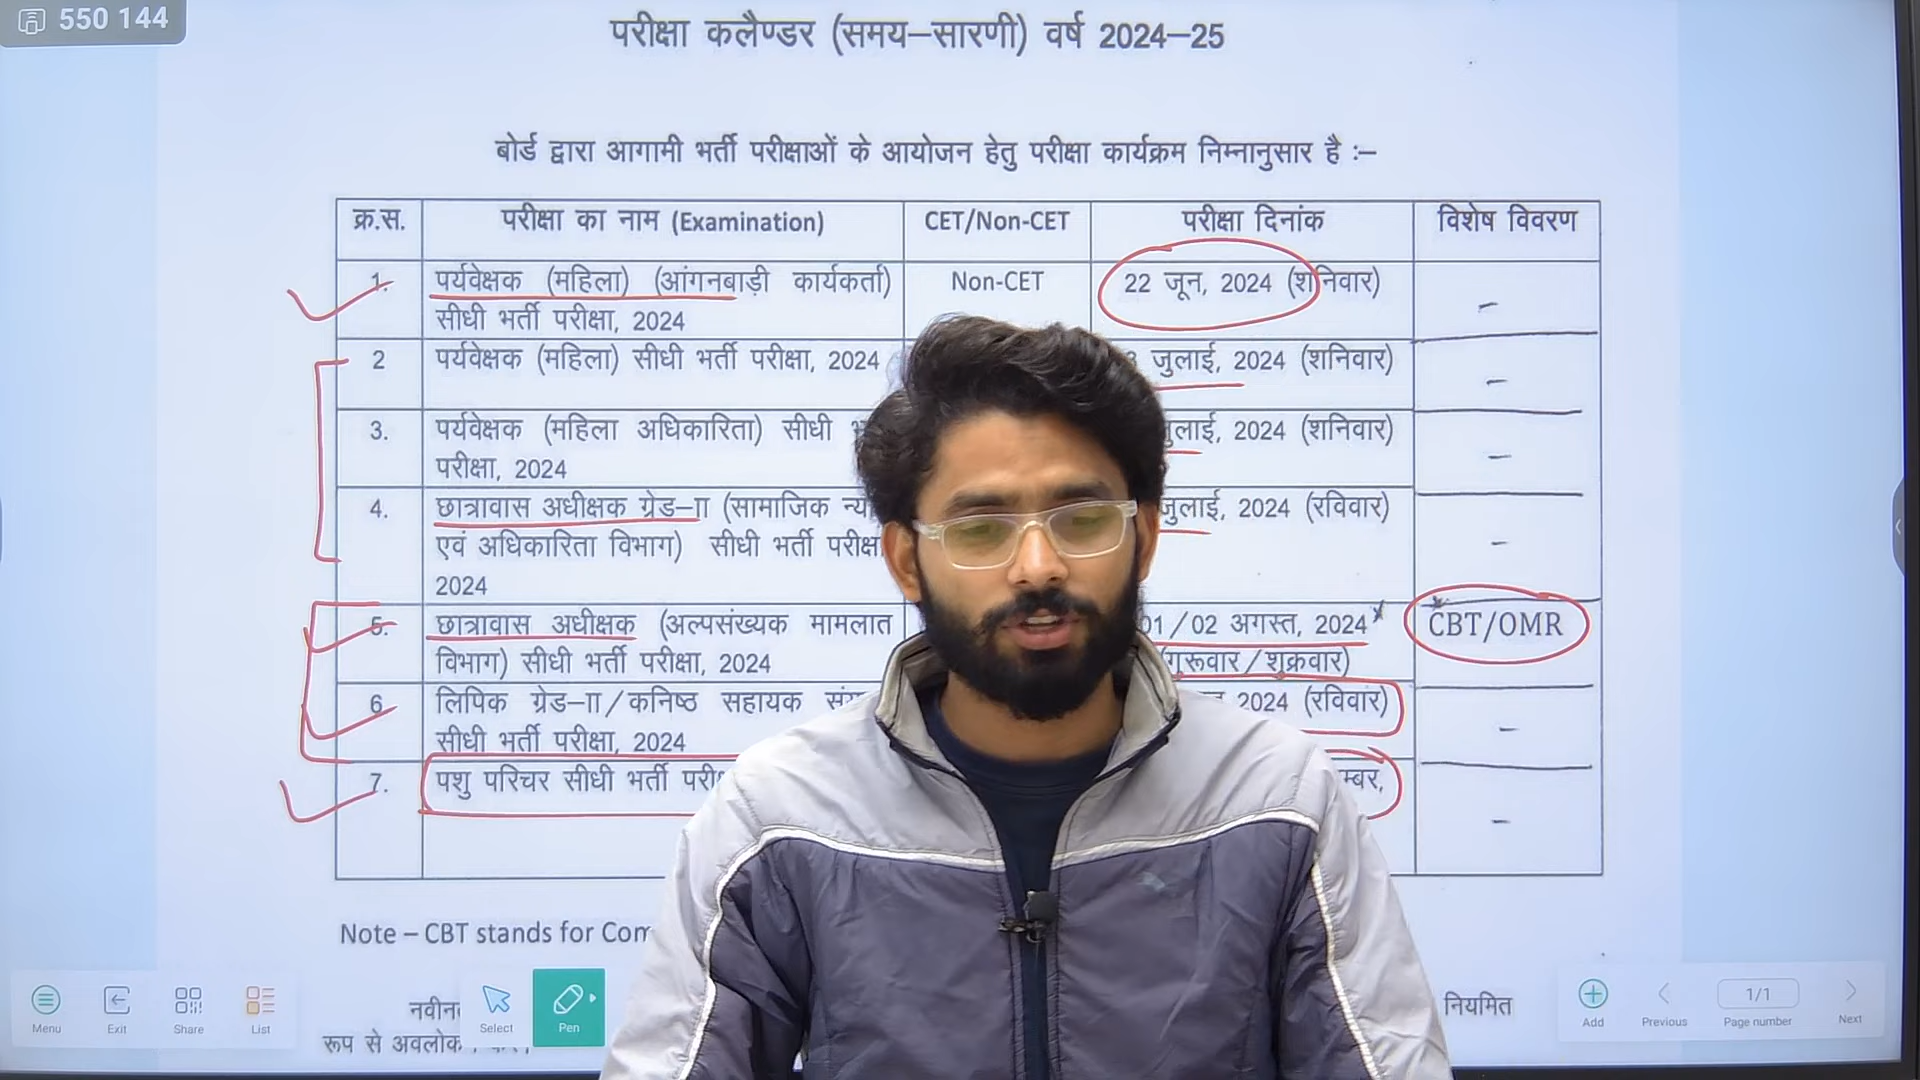 550 144
परीक्षा कलैण्डर (समय–सारणी) वर्ष 2024–25
बोर्ड द्वारा आगामी भर्ती परीक्षाओं के आयोजन हेतु परीक्षा कार्यक्रम निम्नानुसार है :–
क्र.स. परीक्षा का नाम (Examination) CET/Non-CET परीक्षा दिनांक विशेष विवरण
1. पर्यवेक्षक (महिला) (आंगनबाड़ी कार्यकर्ता) Non-CET 22 जून, 2024 (शनिवार) –
सीधी भर्ती परीक्षा, 2024
2 पर्यवेक्षक (महिला) सीधी भर्ती परीक्षा, 2024 जुलाई, 2024 (शनिवार) –
3. पर्यवेक्षक (महिला अधिकारिता) सीधी 2024 (शनिवार) –
परीक्षा, 2024
4. छात्रावास अधीक्षक ग्रेड–II (सामाजिक जुलाई, 2024 (रविवार) –
एवं अधिकारिता विभाग) सीधी भर्ती
2024
5. छात्रावास अधीक्षक (अल्पसंख्यक मामलात 01/02 अगस्त, 2024 CBT/OMR
विभाग) सीधी भर्ती परीक्षा, 2024 (गुरूवार/शुक्रवार)
6 लिपिक ग्रेड–II/कनिष्ठ सहायक 2024 (रविवार) –
सीधी भर्ती परीक्षा, 2024
7. पशु परिचर सीधी भर्ती –
Note – CBT stands for
नियमित
रूप से
Menu Exit Share List Select Pen Add Previous 1/1 Page number Next